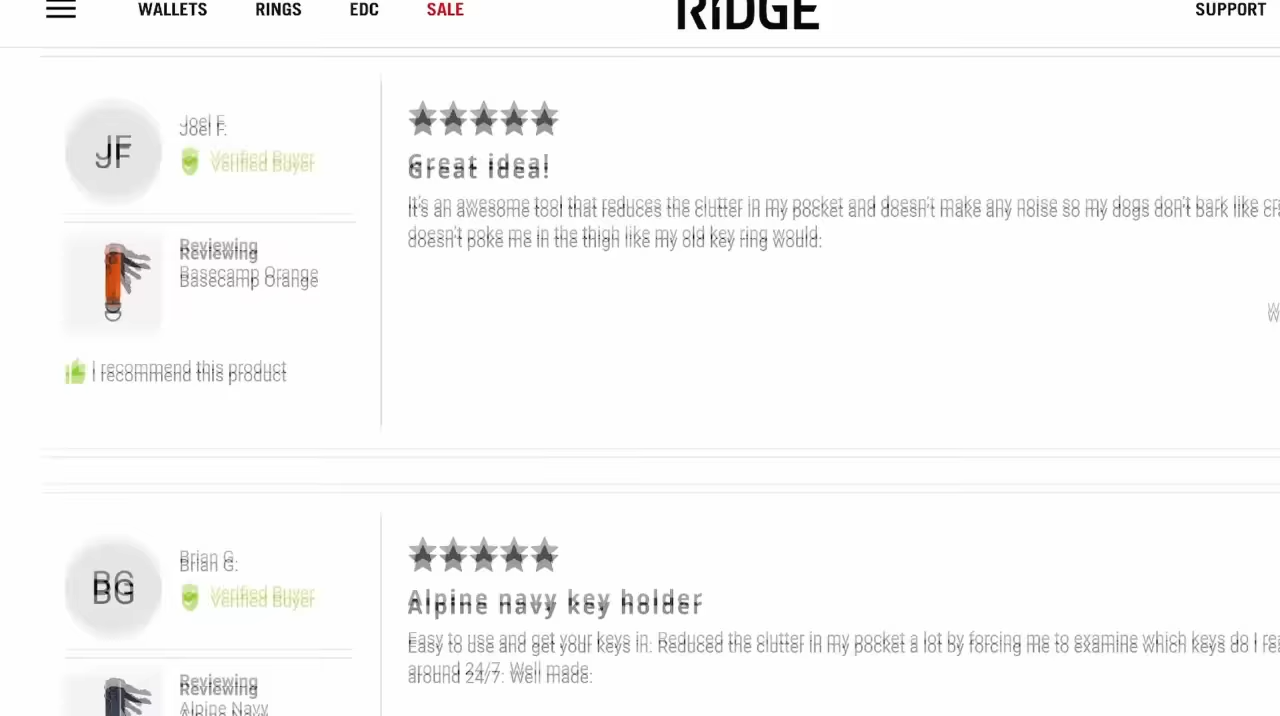 WALLETS RINGS EDC SALE RIDGE SUPPORT
JF
Joel F.
Verified Buyer
Reviewing
Basecamp Orange
I recommend this product
Great idea!
It's an awesome tool that reduces the clutter in my pocket and doesn't make any noise so my dogs don't bark like
doesn't poke me in the thigh like my old key ring would.
W
BG
Brian G.
Verified Buyer
Reviewing
Alpine Navy
Alpine navy key holder
Easy to use and get your keys in. Reduced the clutter in my pocket a lot by forcing me to examine which keys do I
around 24/7. Well made.